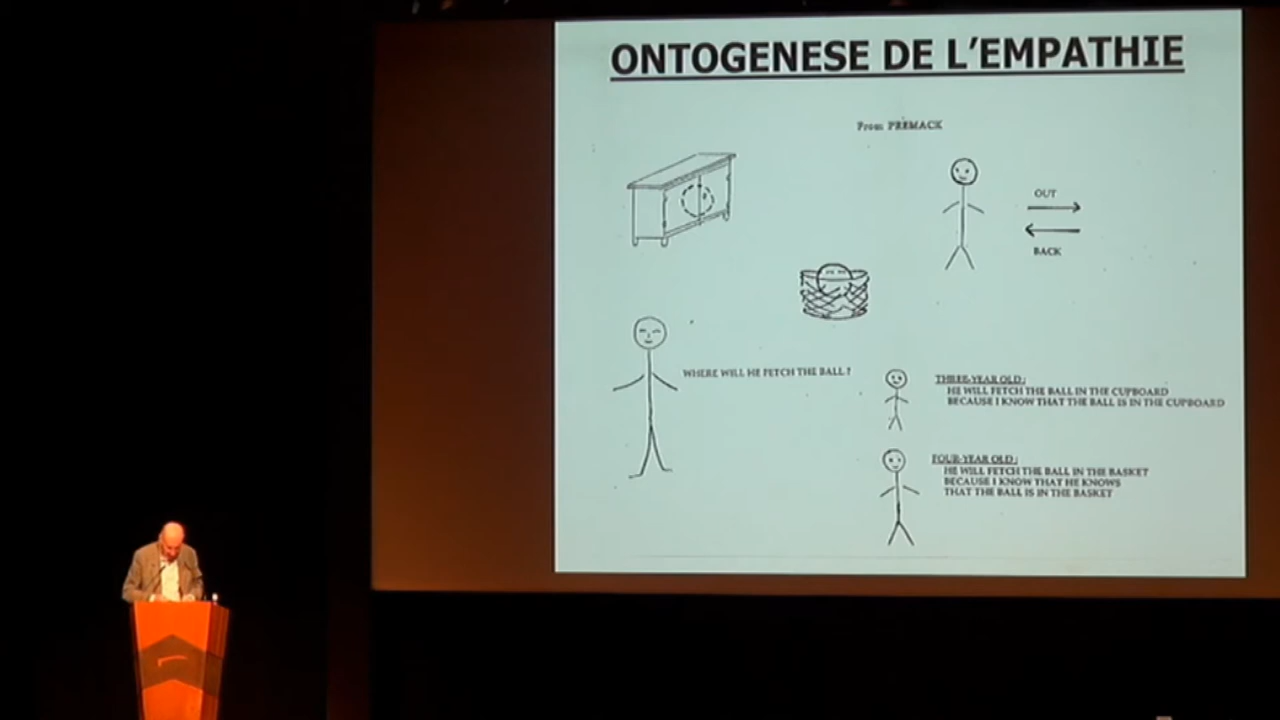 ONTOGENESE DE L'EMPATHIE
From PREMACK
OUT
BACK
WHERE WILL HE FETCH THE BALL ?
THREE-YEAR OLD :
HE WILL FETCH THE BALL IN THE CUPBOARD
BECAUSE I KNOW THAT THE BALL IS IN THE CUPBOARD
FOUR-YEAR OLD :
HE WILL FETCH THE BALL IN THE BASKET
BECAUSE I KNOW THAT HE KNOWS
THAT THE BALL IS IN THE BASKET